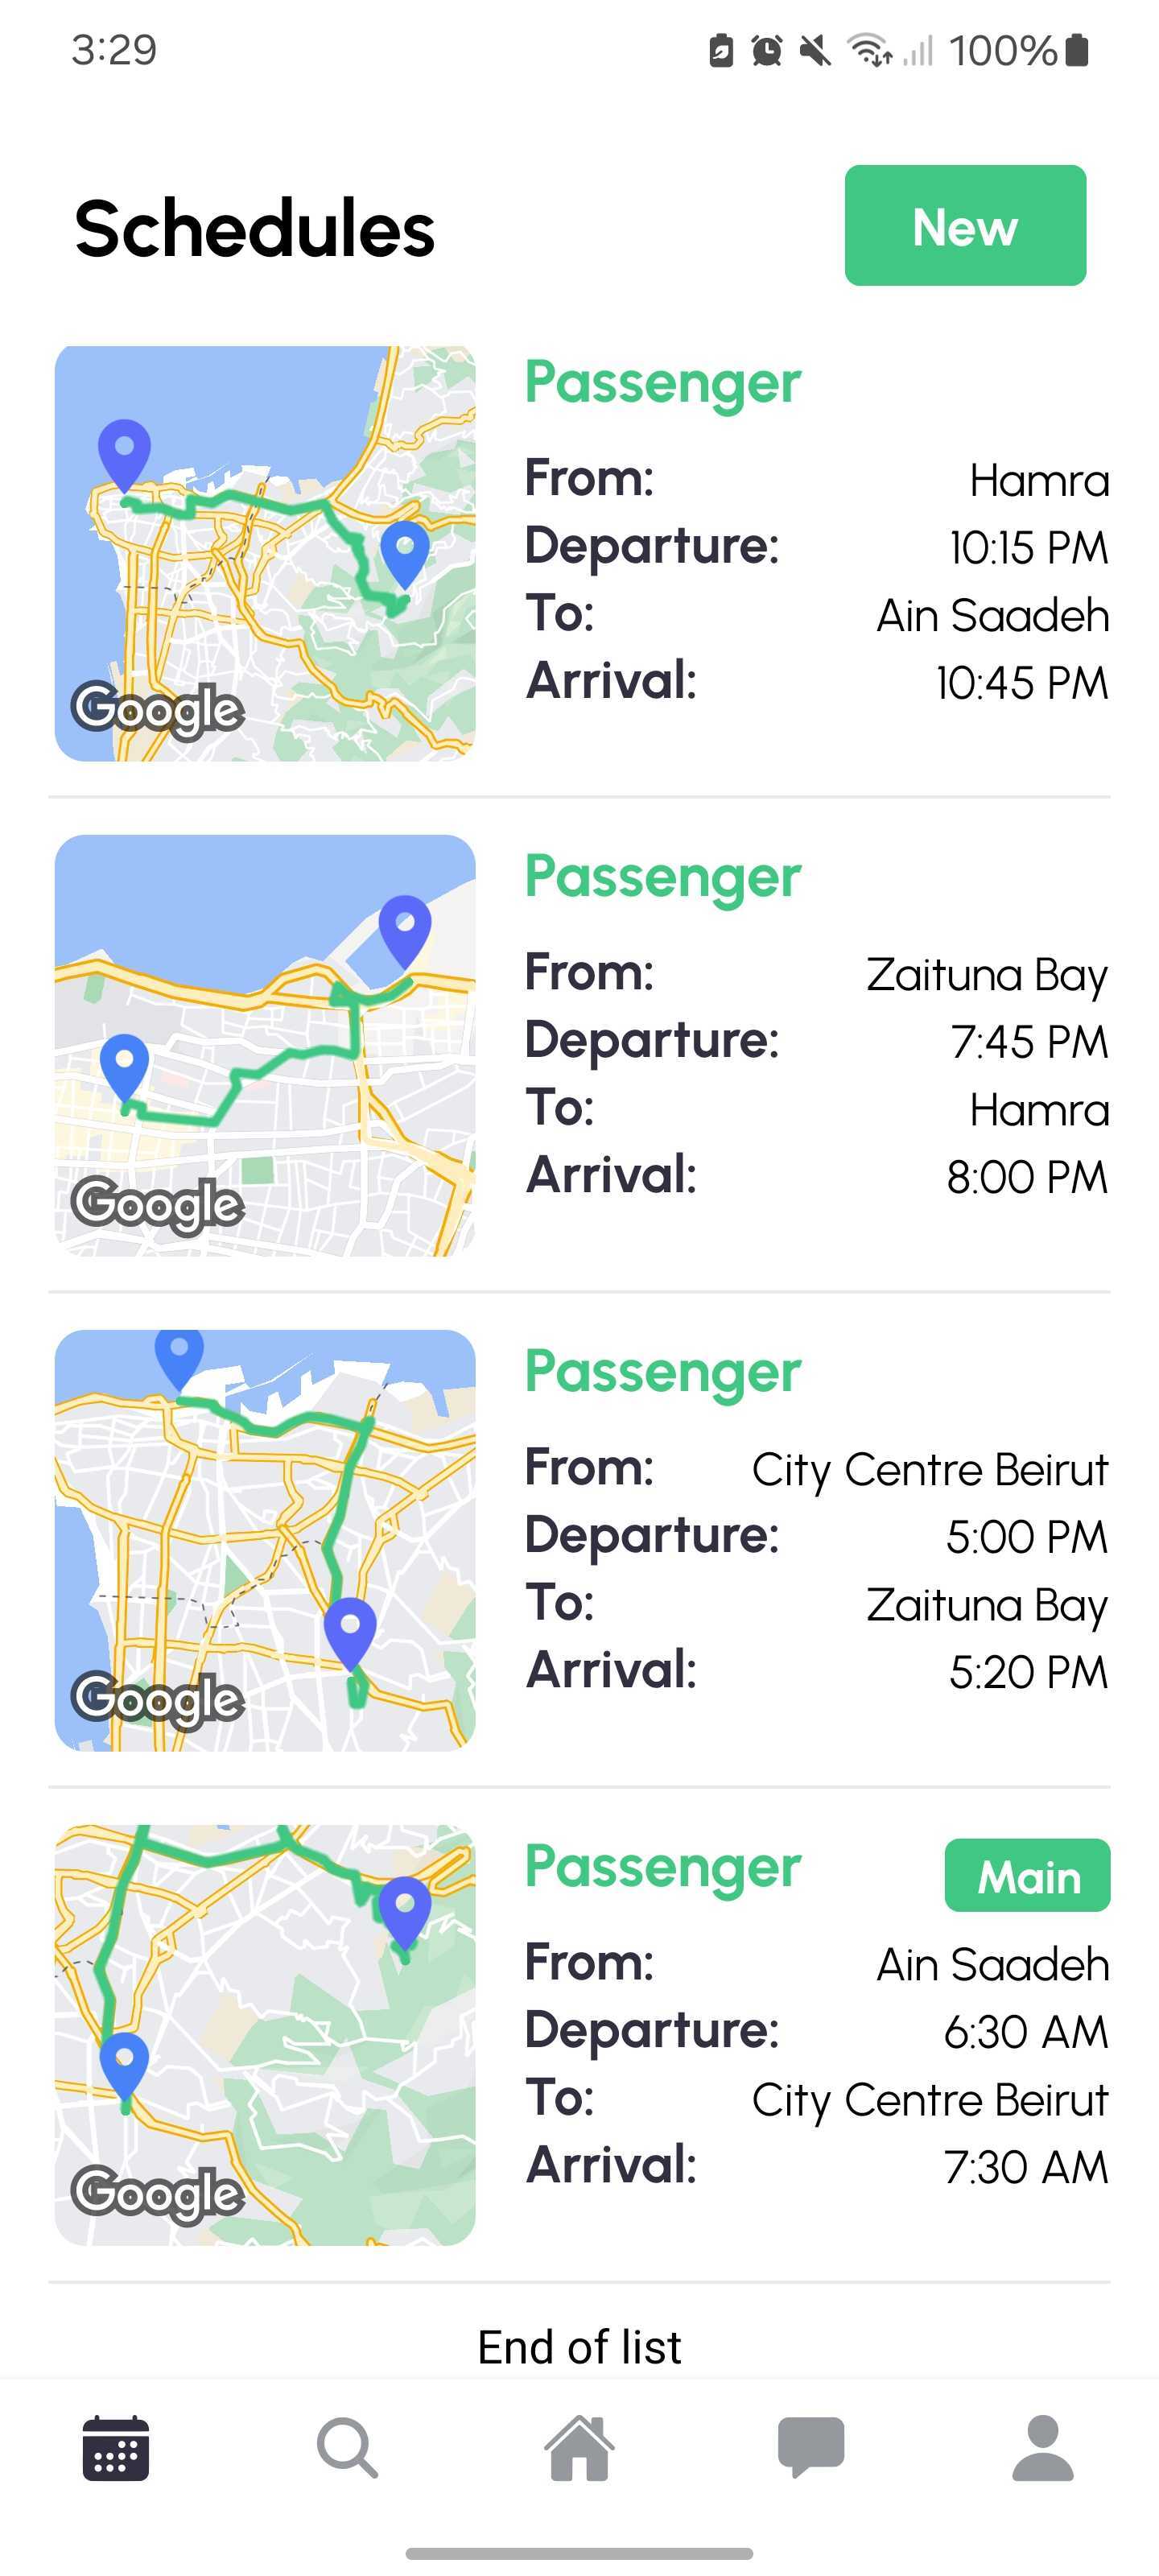 3:29
100%
Schedules
New
Passenger
From: Hamra
Departure: 10:15 PM
To: Ain Saadeh
Arrival: 10:45 PM
Google
Passenger
From: Zaituna Bay
Departure: 7:45 PM
To: Hamra
Arrival: 8:00 PM
Google
Passenger
From: City Centre Beirut
Departure: 5:00 PM
To: Zaituna Bay
Arrival: 5:20 PM
Google
Passenger Main
From: Ain Saadeh
Departure: 6:30 AM
To: City Centre Beirut
Arrival: 7:30 AM
Google
End of list